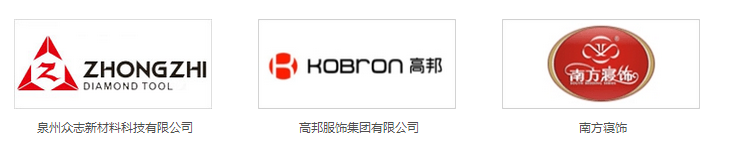 ZHONGZHI
DIAMOND TOOL
泉州众志新材料科技有限公司
KOBRON 高邦
高邦服饰集团有限公司
南方寝饰
南方寝饰